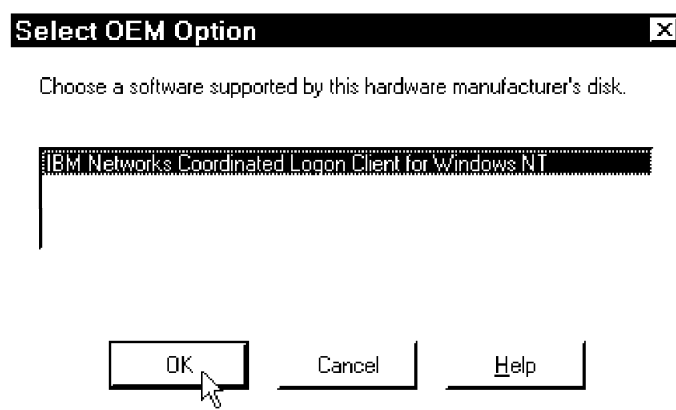 Select OEM Option
Choose a software supported by this hardware manufacturer's disk.
IBM Networks Coordinated Logon Client for Windows NT
OK Cancel Help